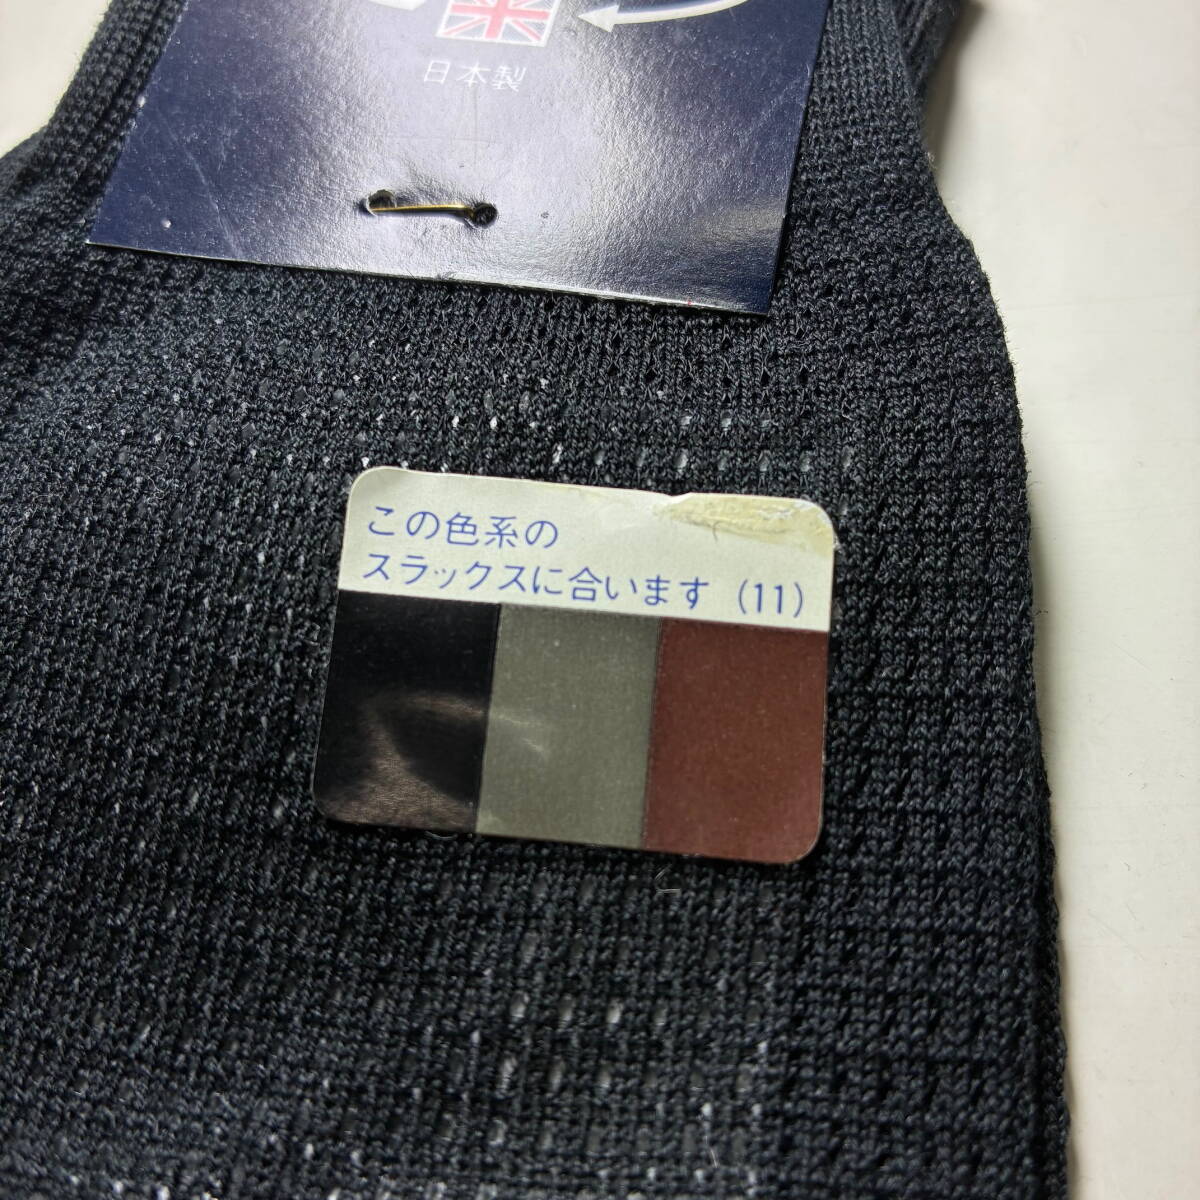 日本製
この色系の
スラックスに合います（11）